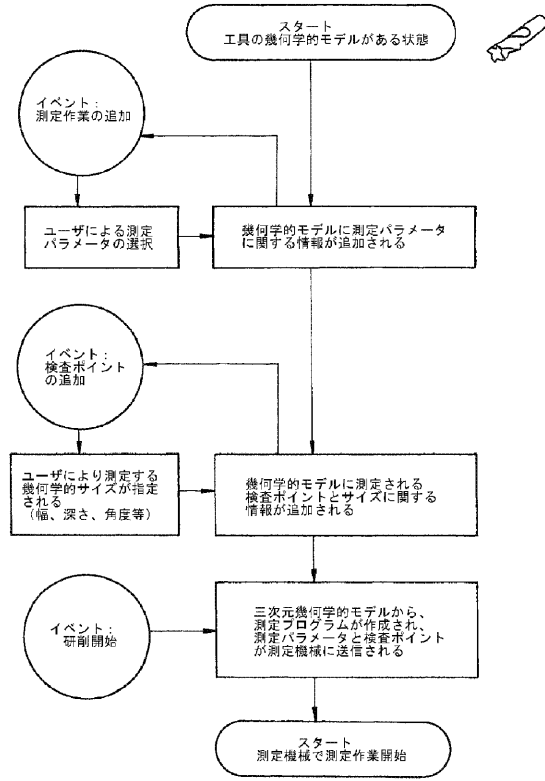 スタート
工具の幾何学的モデルがある状態
イベント：
測定作業の追加
ユーザによる測定
パラメータの選択
幾何学的モデルに測定パラメータ
に関する情報が追加される
イベント：
検査ポイント
の追加
ユーザにより測定する
幾何学的サイズが指定
される
（幅、深さ、角度等）
幾何学的モデルに測定される
検査ポイントとサイズに関する
情報が追加される
イベント：
研削開始
三次元幾何学的モデルから、
測定プログラムが作成され、
測定パラメータと検査ポイント
が測定機械に送信される
スタート
測定機械で測定作業開始